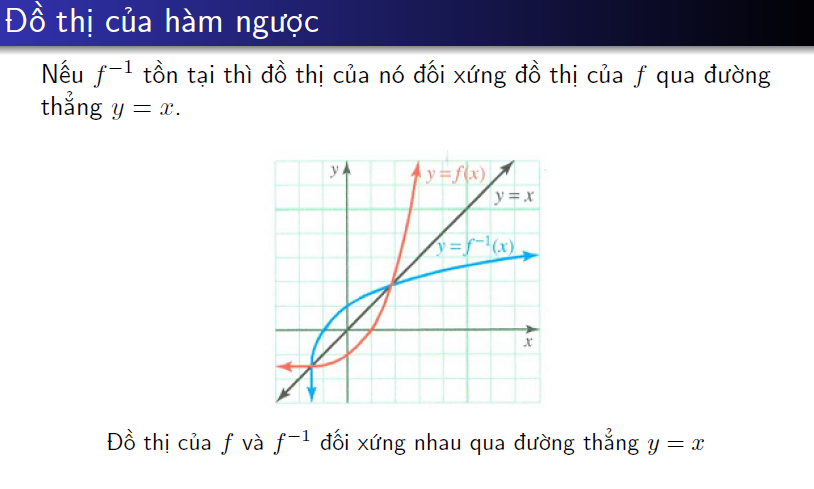 Đồ thị của hàm ngược
Nếu f⁻¹ tồn tại thì đồ thị của nó đối xứng đồ thị của f qua đường
thẳng y = x.
y
y = f(x)
y = x
y = f⁻¹(x)
x
Đồ thị của f và f⁻¹ đối xứng nhau qua đường thẳng y = x